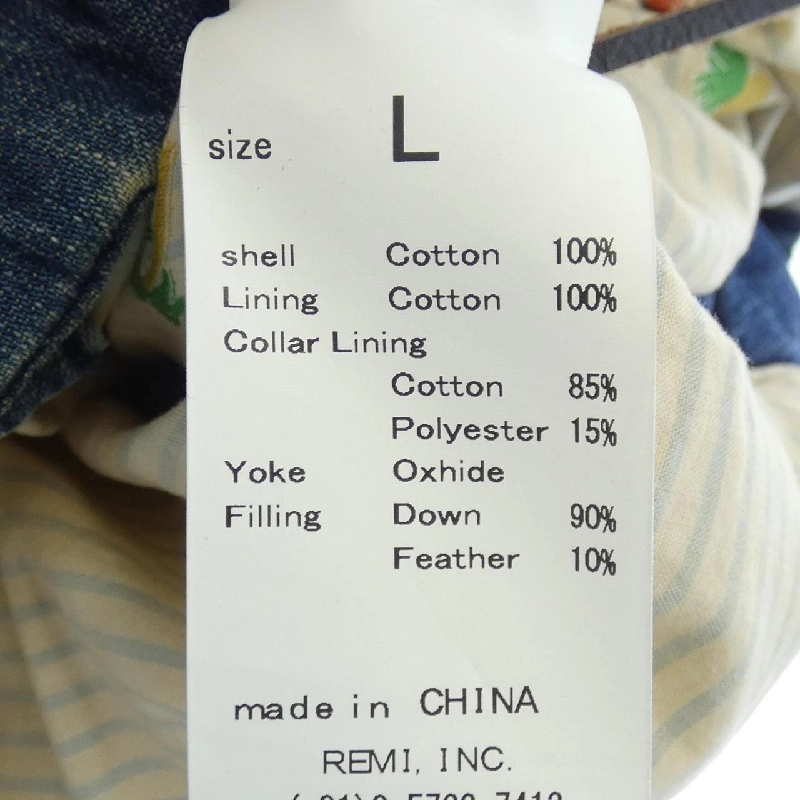 size L
shell Cotton 100%
Lining Cotton 100%
Collar Lining
Cotton 85%
Polyester 15%
Yoke Oxhide
Filling Down 90%
Feather 10%
made in CHINA
REMI, INC.